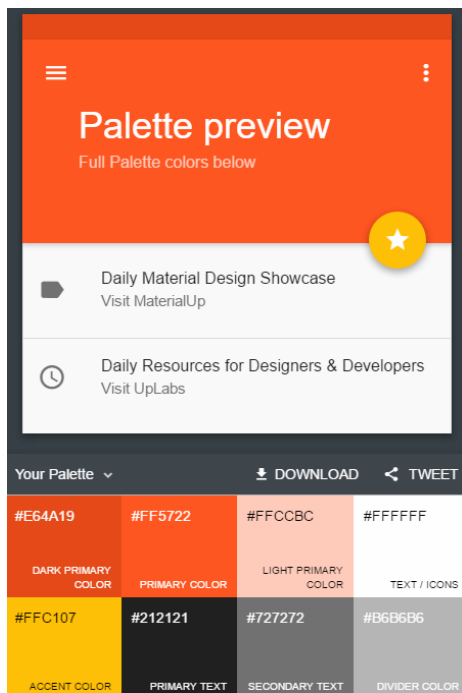 Palette preview
Full Palette colors below
Daily Material Design Showcase
Visit MaterialUp
Daily Resources for Designers & Developers
Visit UpLabs
Your Palette DOWNLOAD TWEET
#E64A19 #FF5722 #FFCCBC #FFFFFF
DARK PRIMARY COLOR PRIMARY COLOR LIGHT PRIMARY COLOR TEXT / ICONS
#FFC107 #212121 #727272 #B6B6B6
ACCENT COLOR PRIMARY TEXT SECONDARY TEXT DIVIDER COLOR